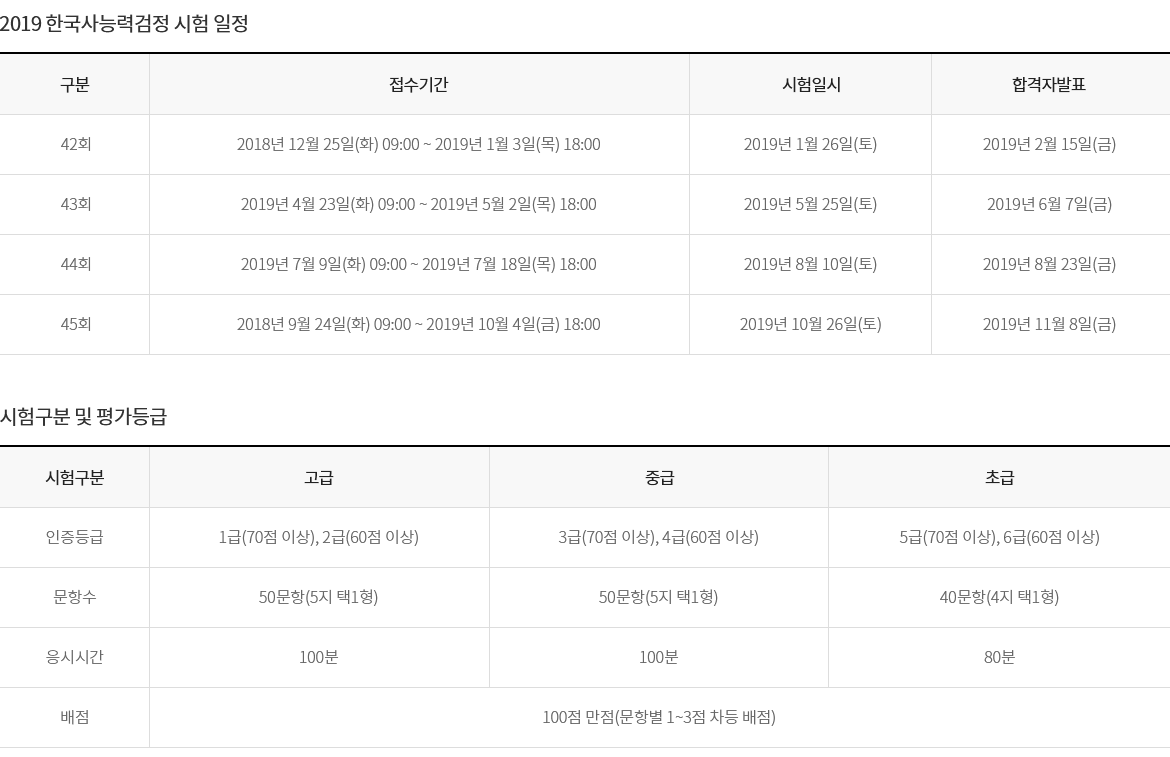 2019 한국사능력검정 시험 일정
구분 접수기간 시험일시 합격자발표
42회 2018년 12월 25일(화) 09:00 ~ 2019년 1월 3일(목) 18:00 2019년 1월 26일(토) 2019년 2월 15일(금)
43회 2019년 4월 23일(화) 09:00 ~ 2019년 5월 2일(목) 18:00 2019년 5월 25일(토) 2019년 6월 7일(금)
44회 2019년 7월 9일(화) 09:00 ~ 2019년 7월 18일(목) 18:00 2019년 8월 10일(토) 2019년 8월 23일(금)
45회 2018년 9월 24일(화) 09:00 ~ 2019년 10월 4일(금) 18:00 2019년 10월 26일(토) 2019년 11월 8일(금)
시험구분 및 평가등급
시험구분 고급 중급 초급
인증등급 1급(70점 이상), 2급(60점 이상) 3급(70점 이상), 4급(60점 이상) 5급(70점 이상), 6급(60점 이상)
문항수 50문항(5지 택1형) 50문항(5지 택1형) 40문항(4지 택1형)
응시시간 100분 100분 80분
배점 100점 만점(문항별 1~3점 차등 배점)